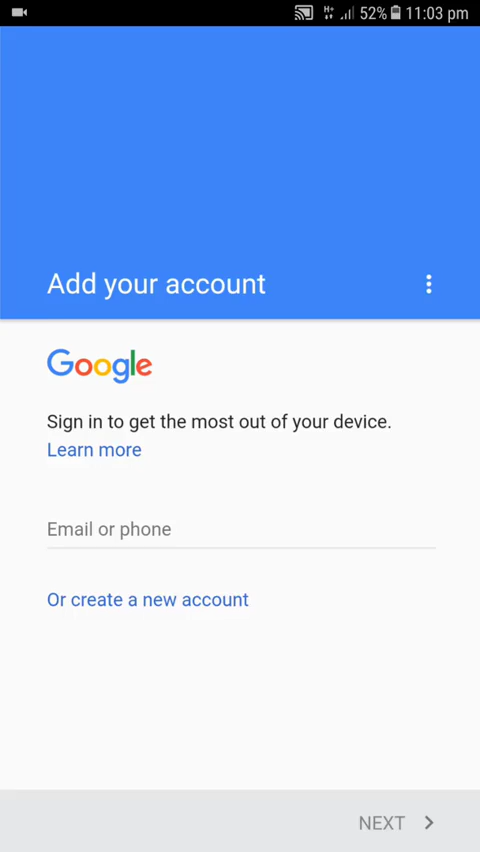 52% 11:03 pm
Add your account
Google
Sign in to get the most out of your device.
Learn more
Email or phone
Or create a new account
NEXT